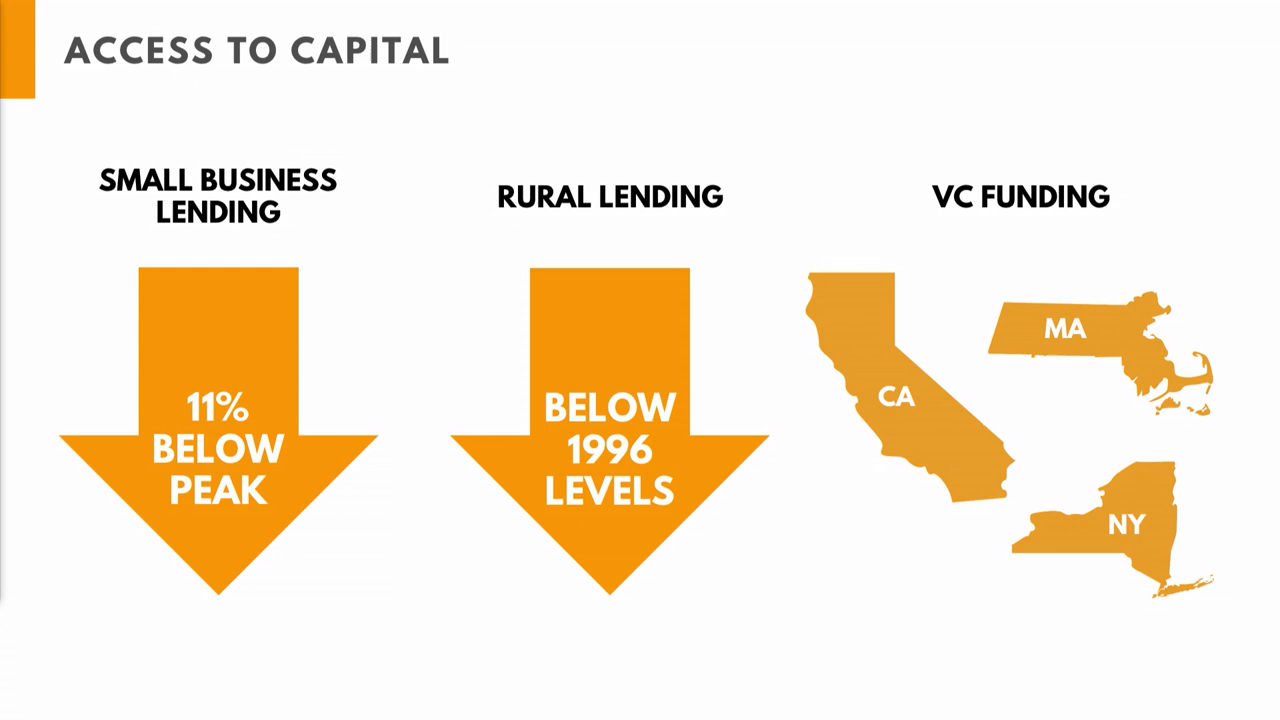 ACCESS TO CAPITAL
SMALL BUSINESS
LENDING
11%
BELOW
PEAK
RURAL LENDING
BELOW
1996
LEVELS
VC FUNDING
CA
MA
NY